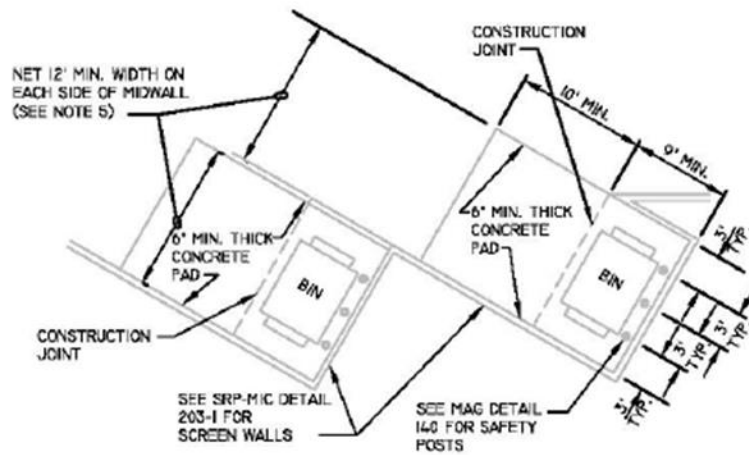 CONSTRUCTION
JOINT
NET 12' MIN. WIDTH ON
EACH SIDE OF MIDWALL
(SEE NOTE 5)
10' MIN.
9' MIN.
6" MIN. THICK
CONCRETE
PAD
6" MIN. THICK
CONCRETE
PAD
BIN
BIN
TYP.
3'
TYP.
3'
TYP.
TYP.
CONSTRUCTION
JOINT
SEE SRP-MIC DETAIL
203-1 FOR
SCREEN WALLS
SEE MAG DETAIL
140 FOR SAFETY
POSTS